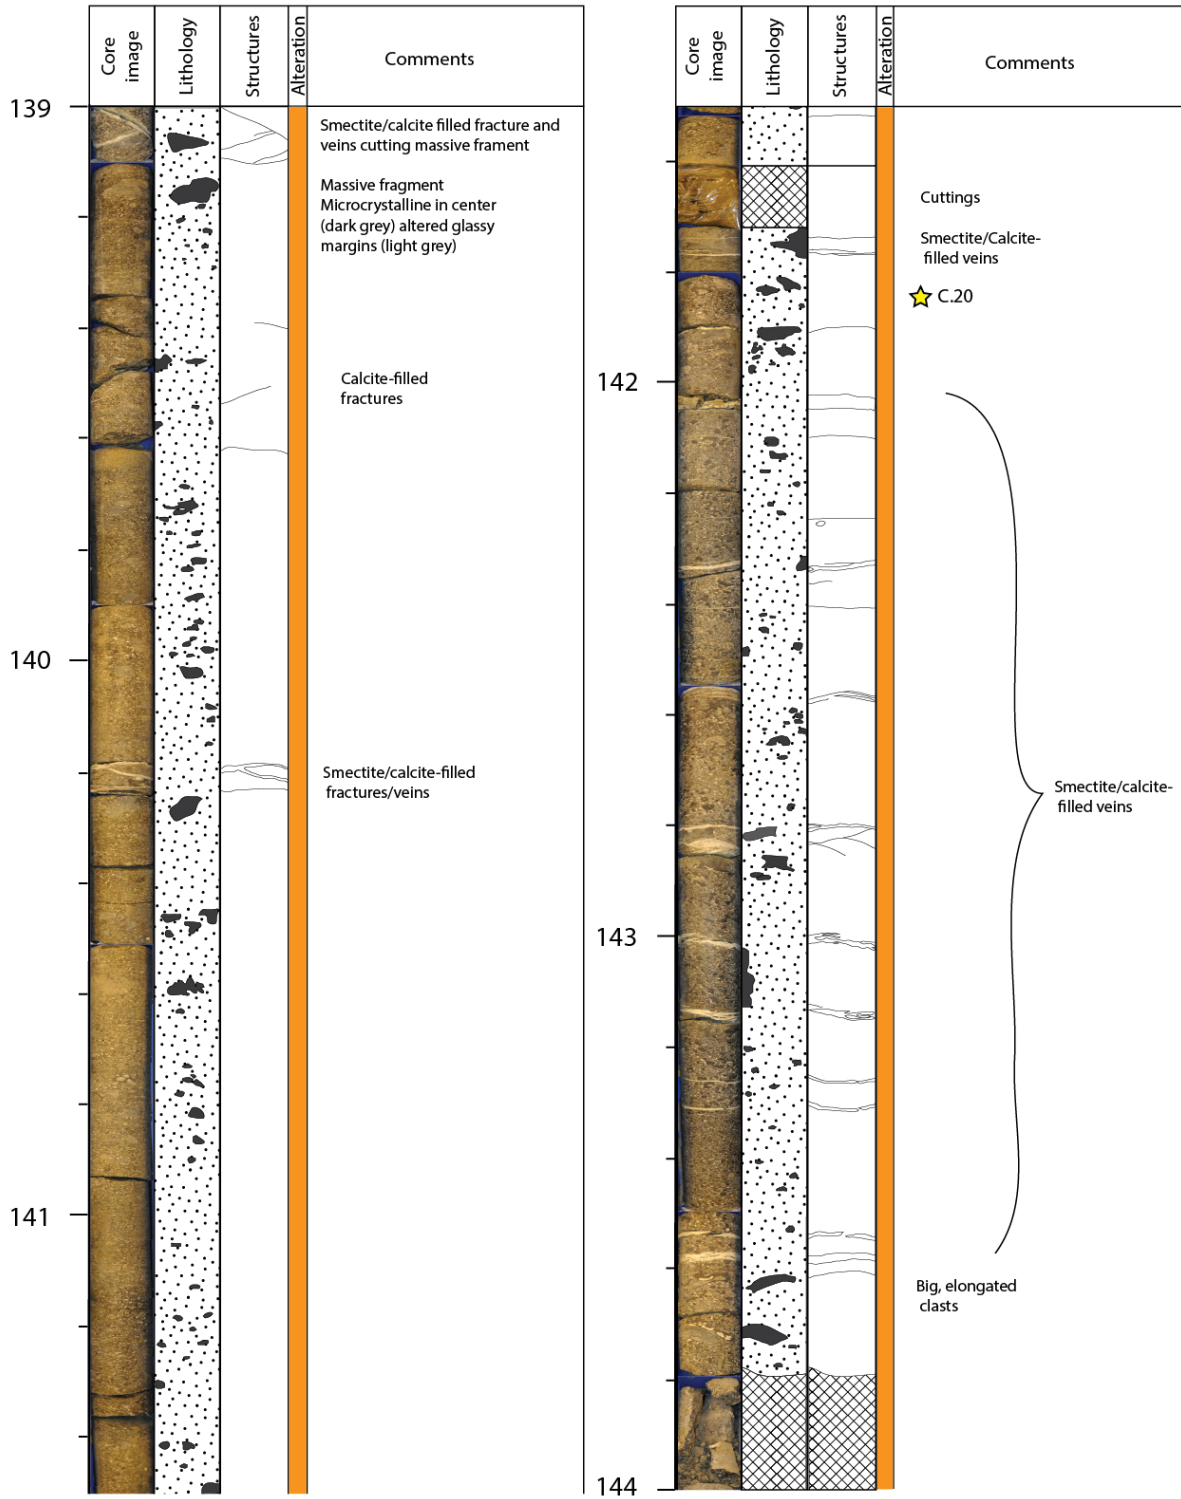 Core
image
Lithology
Structures
Alteration
Comments
139
Smectite/calcite filled fracture and
veins cutting massive frament
Massive fragment
Microcrystalline in center
(dark grey) altered glassy
margins (light grey)
Calcite-filled
fractures
140
Smectite/calcite-filled
fractures/veins
141
Core
image
Lithology
Structures
Alteration
Comments
Cuttings
Smectite/Calcite-
filled veins
C.20
142
Smectite/calcite-
filled veins
143
Big, elongated
clasts
144